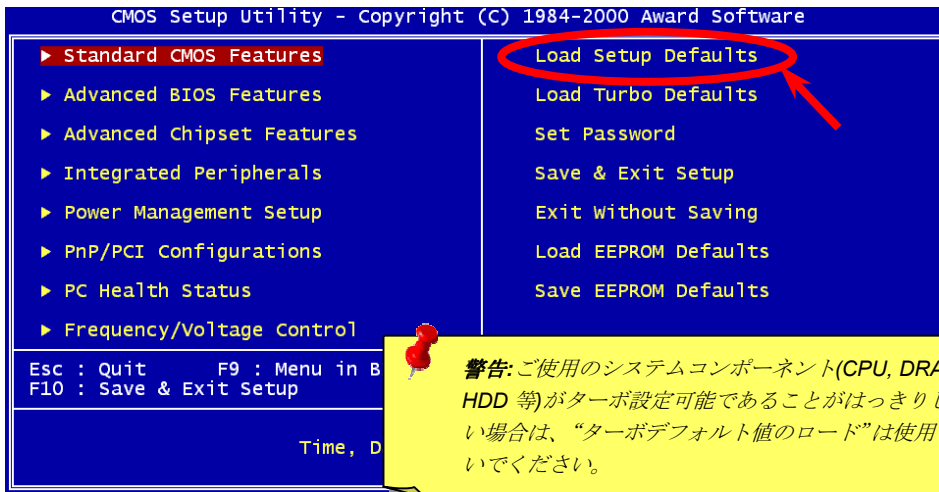 CMOS Setup Utility - Copyright (C) 1984-2000 Award Software
▶ Standard CMOS Features
▶ Advanced BIOS Features
▶ Advanced Chipset Features
▶ Integrated Peripherals
▶ Power Management Setup
▶ PnP/PCI Configurations
▶ PC Health Status
▶ Frequency/Voltage Control
Load Setup Defaults
Load Turbo Defaults
Set Password
Save & Exit Setup
Exit Without Saving
Load EEPROM Defaults
Save EEPROM Defaults
Esc : Quit F9 : Menu in B
F10 : Save & Exit Setup
Time, D
警告:ご使用のシステムコンポーネント(CPU, DRA
HDD 等)がターボ設定可能であることがはっきりし
い場合は、“ターボデフォルト値のロード”は使用
いでください。